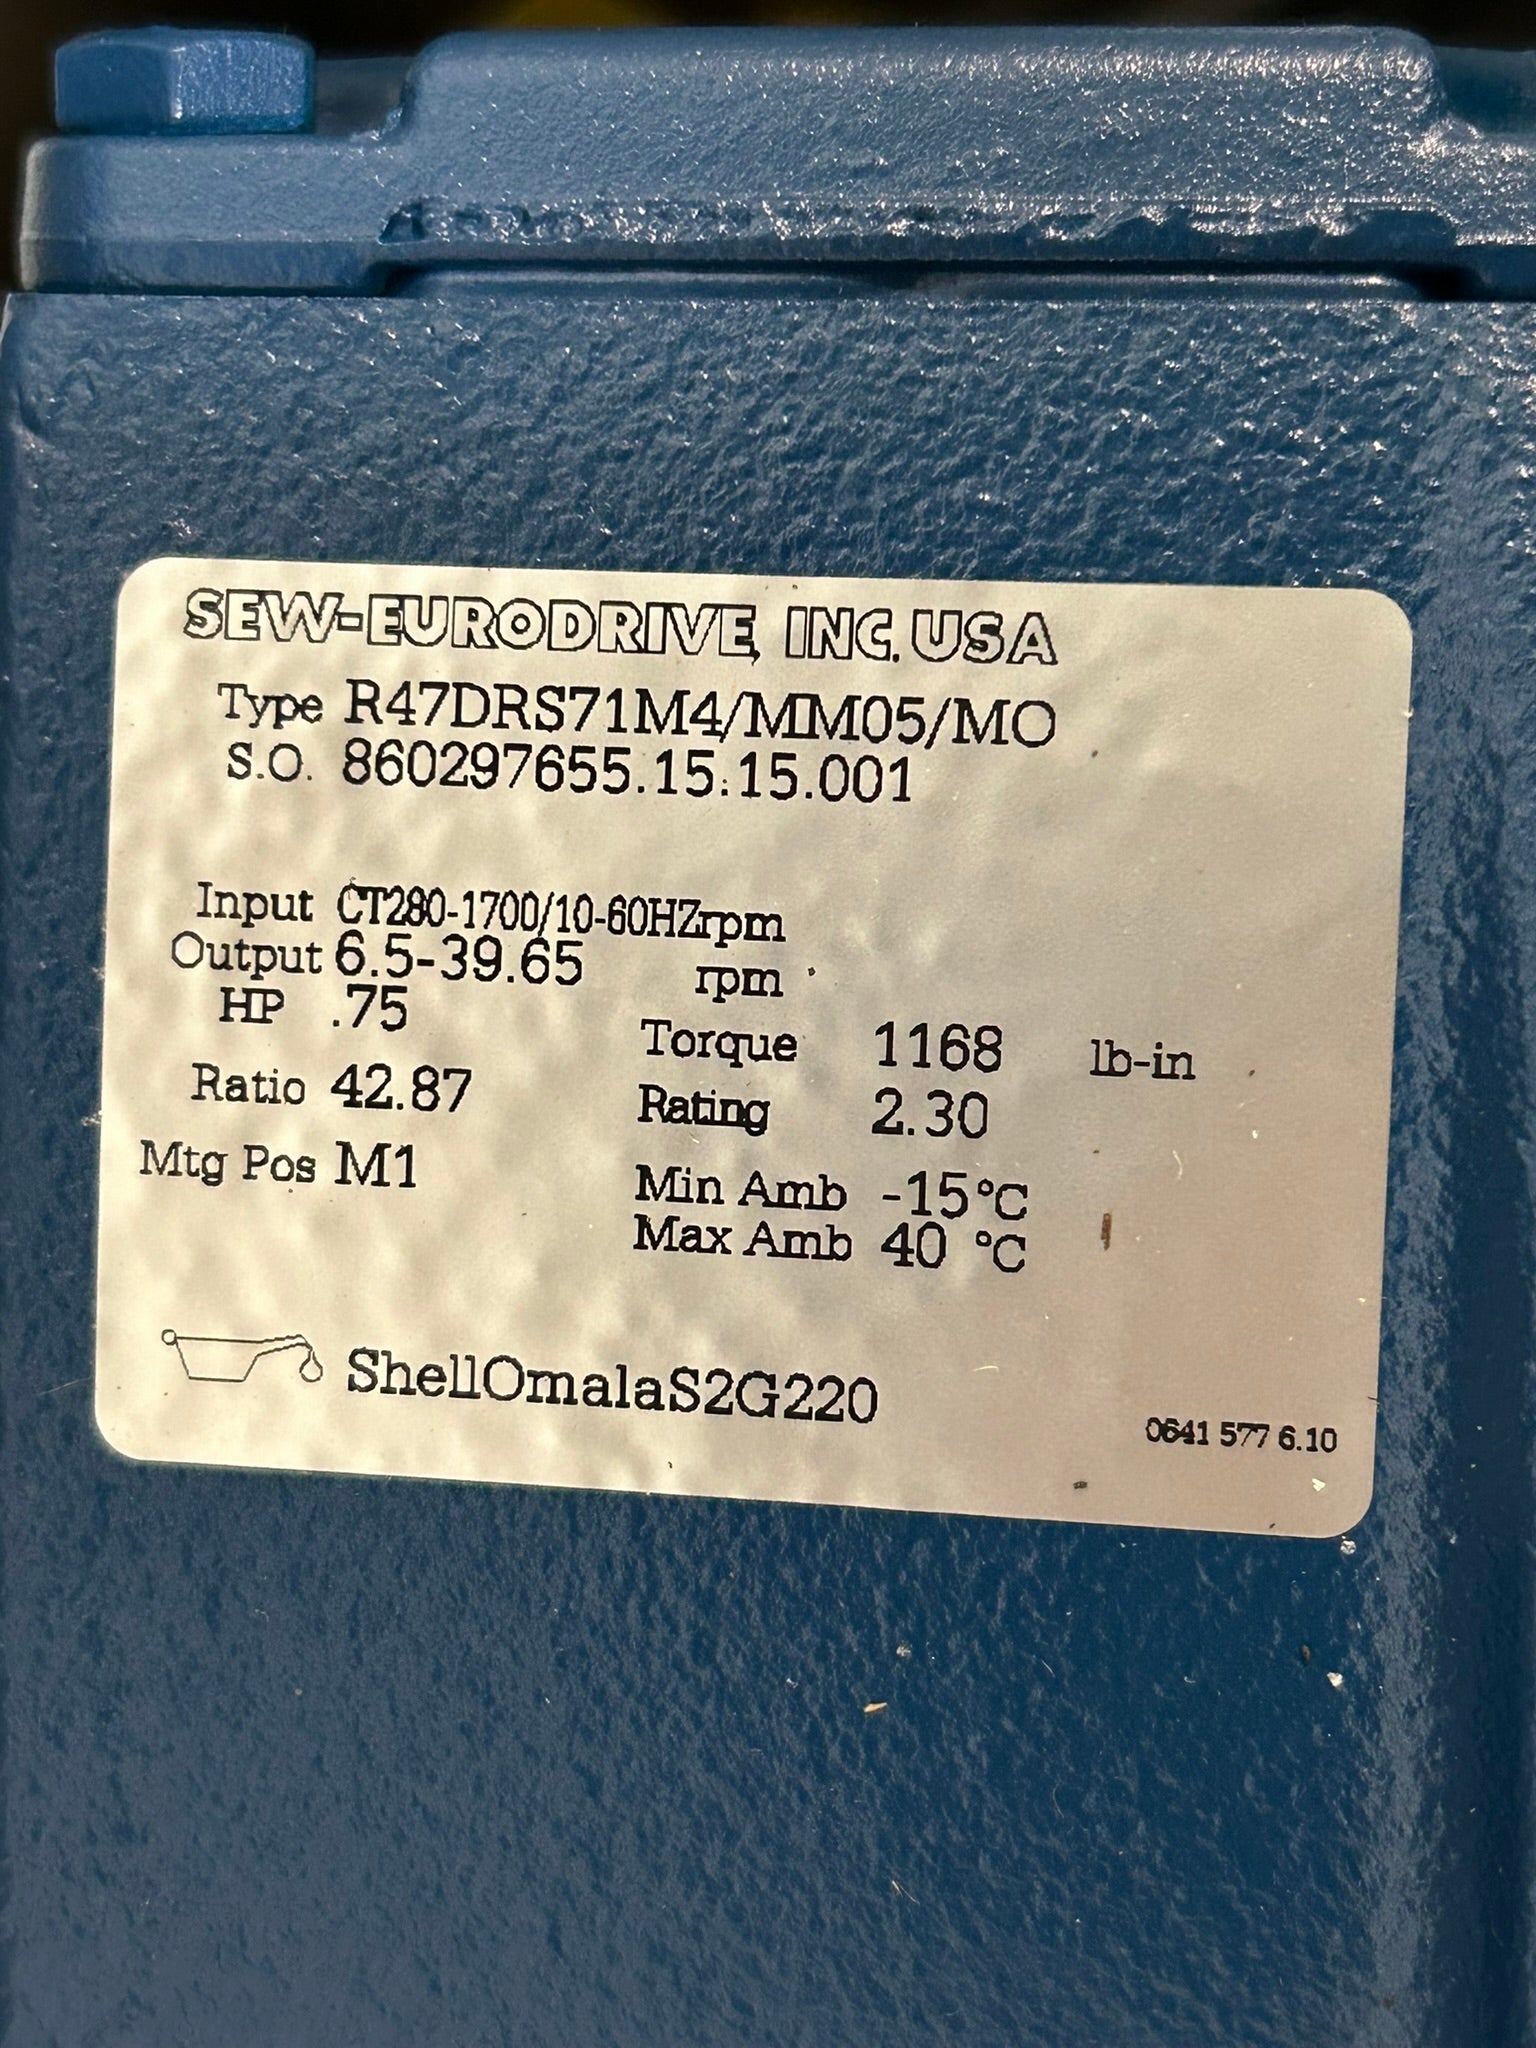 SEW-EURODRIVE, INC. USA
Type R47DRS71M4/MM05/MO
S.O. 860297655.15.15.001
Input CT280-1700/10-60HZrpm
Output 6.5-39.65 rpm
HP .75
Torque 1168 lb-in
Ratio 42.87
Rating 2.30
Mtg Pos M1
Min Amb -15°C
Max Amb 40 °C
ShellOmalaS2G220
0641 577 6.10